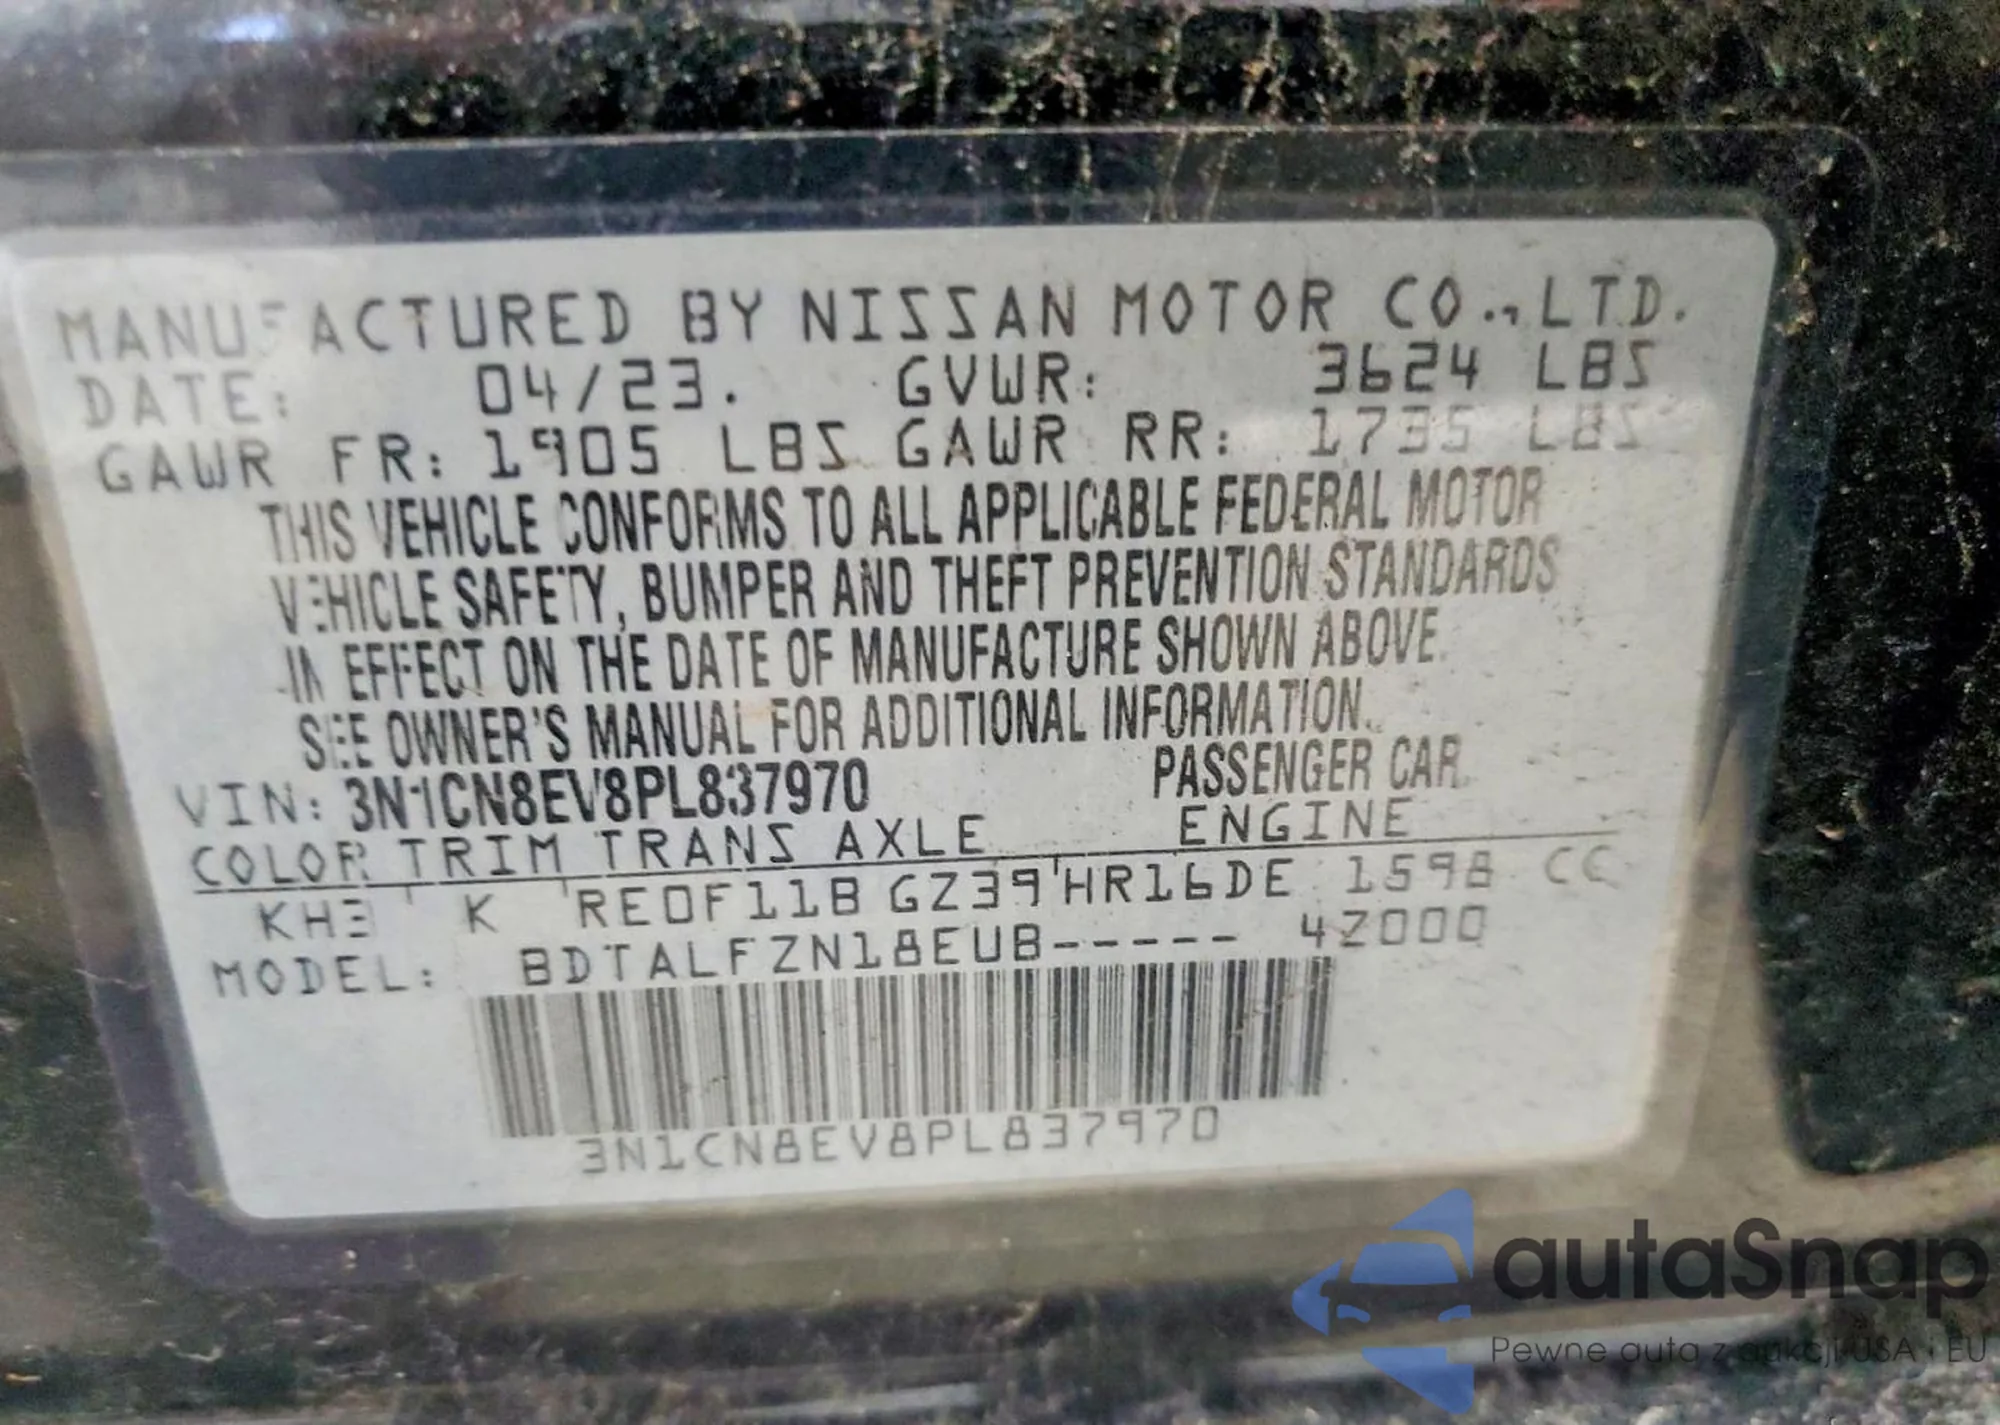 MANUFACTURED BY NISSAN MOTOR CO., LTD.
DATE: 04/23. GVWR: 3624 LBS
GAWR FR: 1905 LBS GAWR RR: 1735 LBS
THIS VEHICLE CONFORMS TO ALL APPLICABLE FEDERAL MOTOR
VEHICLE SAFETY, BUMPER AND THEFT PREVENTION STANDARDS
IN EFFECT ON THE DATE OF MANUFACTURE SHOWN ABOVE.
SEE OWNER'S MANUAL FOR ADDITIONAL INFORMATION.
VIN: 3N1CN8EV8PL837970 PASSENGER CAR
COLOR TRIM TRANS AXLE ENGINE
KH3 K RE0F11B GZ39 HR16DE 1598 CC
MODEL: BDTALFZN18EUB----- 4Z000
3N1CN8EV8PL837970
autaSnap
Pewne auta z aukcji USA i EU